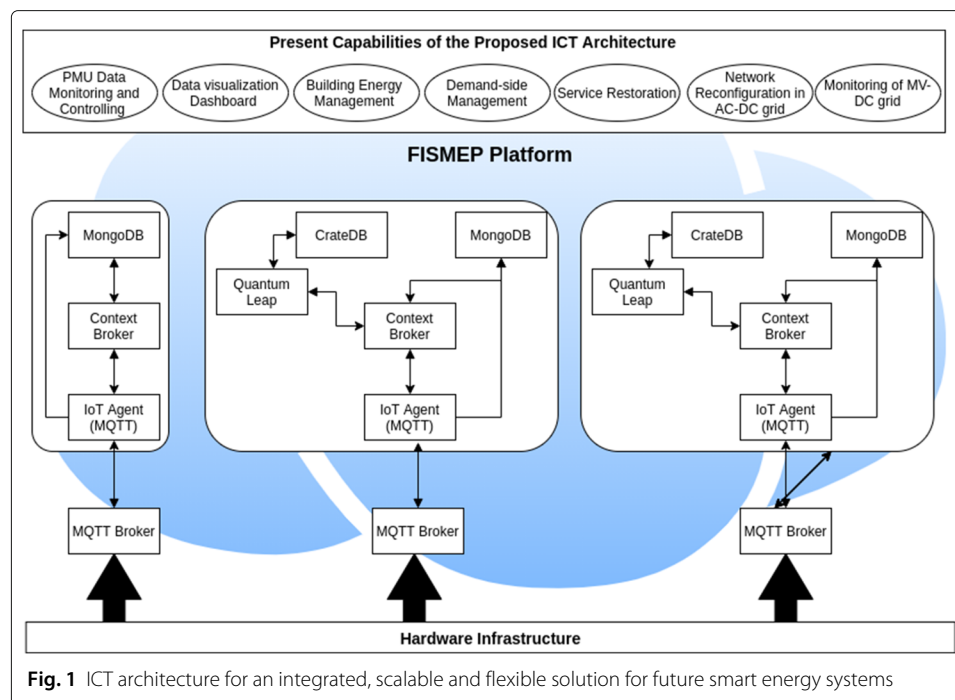 Present Capabilities of the Proposed ICT Architecture
PMU Data
Monitoring and
Controlling
Data visualization
Dashboard
Building Energy
Management
Demand-side
Management
Service Restoration
Network
Reconfiguration in
AC-DC grid
Monitoring of MV-
DC grid
FISMEP Platform
MongoDB
Context
Broker
IoT Agent
(MQTT)
CrateDB
MongoDB
Quantum
Leap
Context
Broker
IoT Agent
(MQTT)
CrateDB
MongoDB
Quantum
Leap
Context
Broker
IoT Agent
(MQTT)
MQTT Broker
MQTT Broker
MQTT Broker
Hardware Infrastructure
Fig. 1 ICT architecture for an integrated, scalable and flexible solution for future smart energy systems